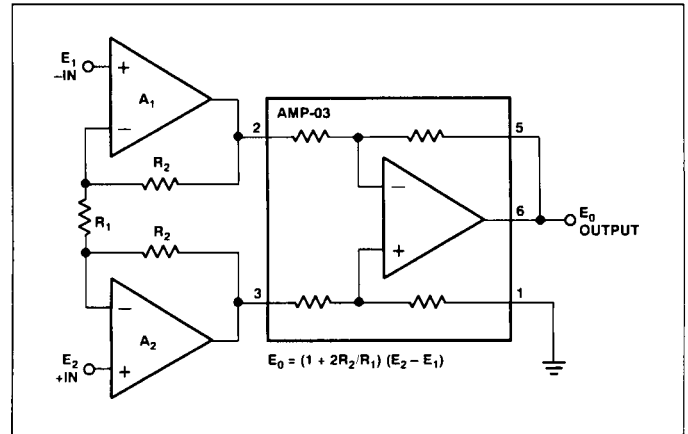 E1
–IN
+
A1
–
R2
R1
R2
–
A2
E2
+IN
+
AMP-03
2
5
–
6
E0
OUTPUT
+
3
1
E0 = (1 + 2R2/R1) (E2 – E1)